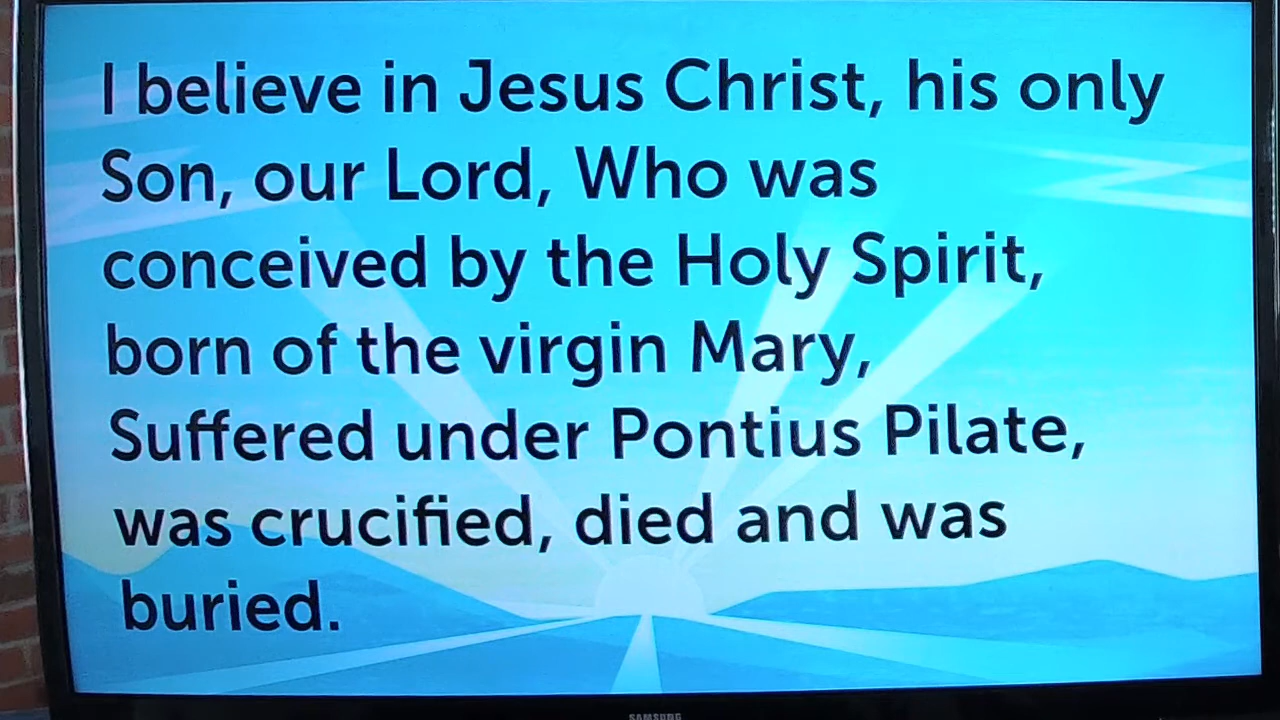 I believe in Jesus Christ, his only
Son, our Lord, Who was
conceived by the Holy Spirit,
born of the virgin Mary,
Suffered under Pontius Pilate,
was crucified, died and was
buried.
SAMSUNG